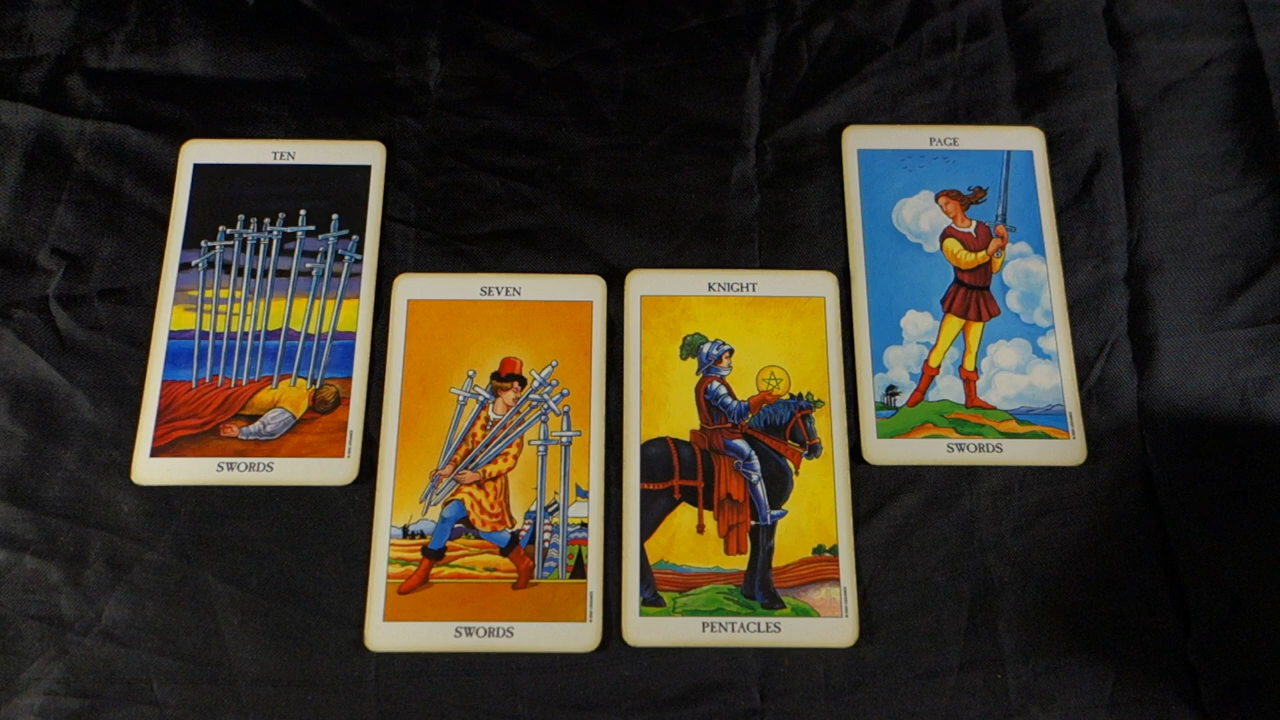 TEN
SWORDS
SEVEN
SWORDS
KNIGHT
PENTACLES
PAGE
SWORDS